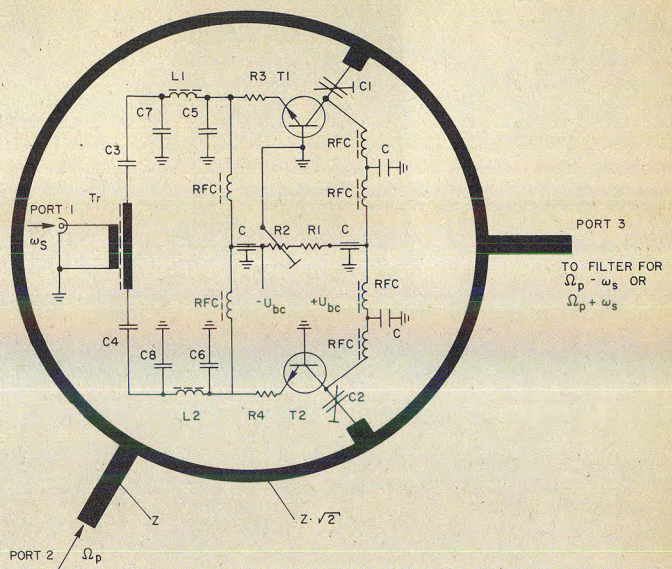 L1
R3 T1
C1
C7
C5
C3
RFC
C
RFC
RFC
Tr
PORT 1
ωs
PORT 3
C
R2
R1
C
TO FILTER FOR
Ωp - ωs OR
Ωp + ωs
-Ubc
+Ubc
RFC
RFC
C
C4
C8
C6
RFC
L2
R4
T2
C2
Z
Z·√2
PORT 2
Ωp